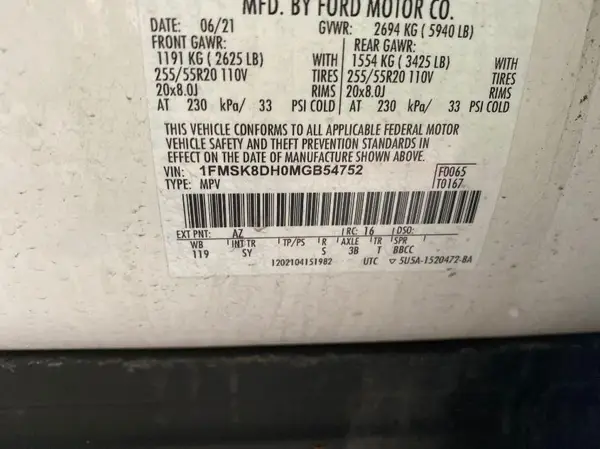 MFD. BY FORD MOTOR CO.
DATE: 06/21 GVWR: 2694 KG ( 5940 LB)
FRONT GAWR: REAR GAWR:
1191 KG ( 2625 LB) WITH 1554 KG ( 3425 LB) WITH
255/55R20 110V TIRES 255/55R20 110V TIRES
20x8.0J RIMS 20x8.0J RIMS
AT 230 kPa/ 33 PSI COLD AT 230 kPa/ 33 PSI COLD
THIS VEHICLE CONFORMS TO ALL APPLICABLE FEDERAL MOTOR
VEHICLE SAFETY AND THEFT PREVENTION STANDARDS IN
EFFECT ON THE DATE OF MANUFACTURE SHOWN ABOVE.
VIN: 1FMSK8DH0MGB54752 F0065
TYPE: MPV T0167
EXT PNT: AZ RC: 16 DSO:
WB INT TR TP/PS R AXLE TR SPR
119 SY S 3B T BBCC
1202104151982 UTC ▽ 5U5A-1520472-BA